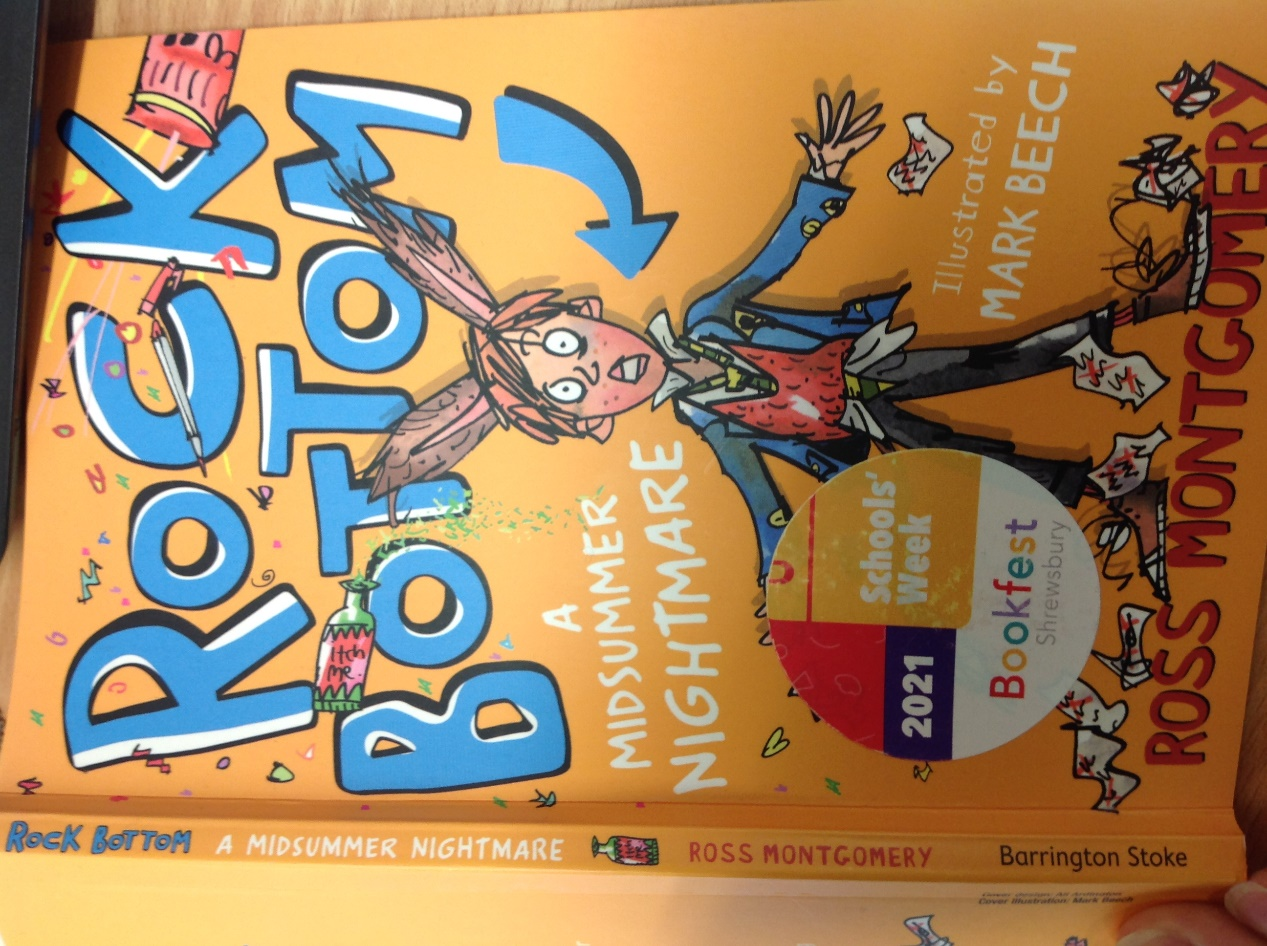 ROCK
BOTTOM
Itch
me
A
MIDSUMMER
NIGHTMARE
Illustrated by
MARK BEECH
Schools'
Week
2021
Bookfest
Shrewsbury
ROSS MONTGOMERY
ROCK BOTTOM A MIDSUMMER NIGHTMARE ROSS MONTGOMERY Barrington Stoke
Cover illustration: Mark Beech